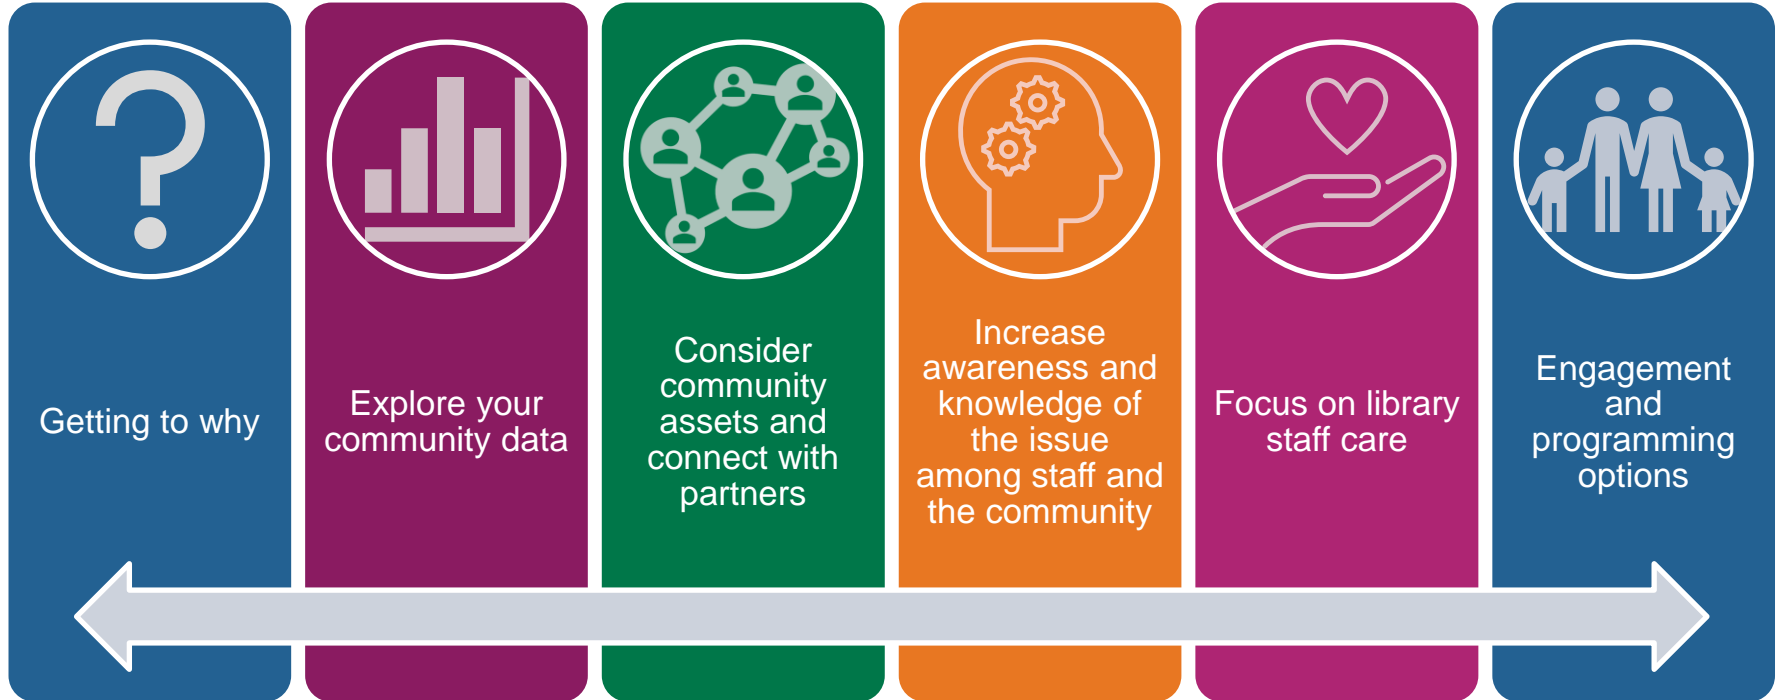 Getting to why
Explore your
community data
Consider
community
assets and
connect with
partners
Increase
awareness and
knowledge of
the issue
among staff and
the community
Focus on library
staff care
Engagement
and
programming
options